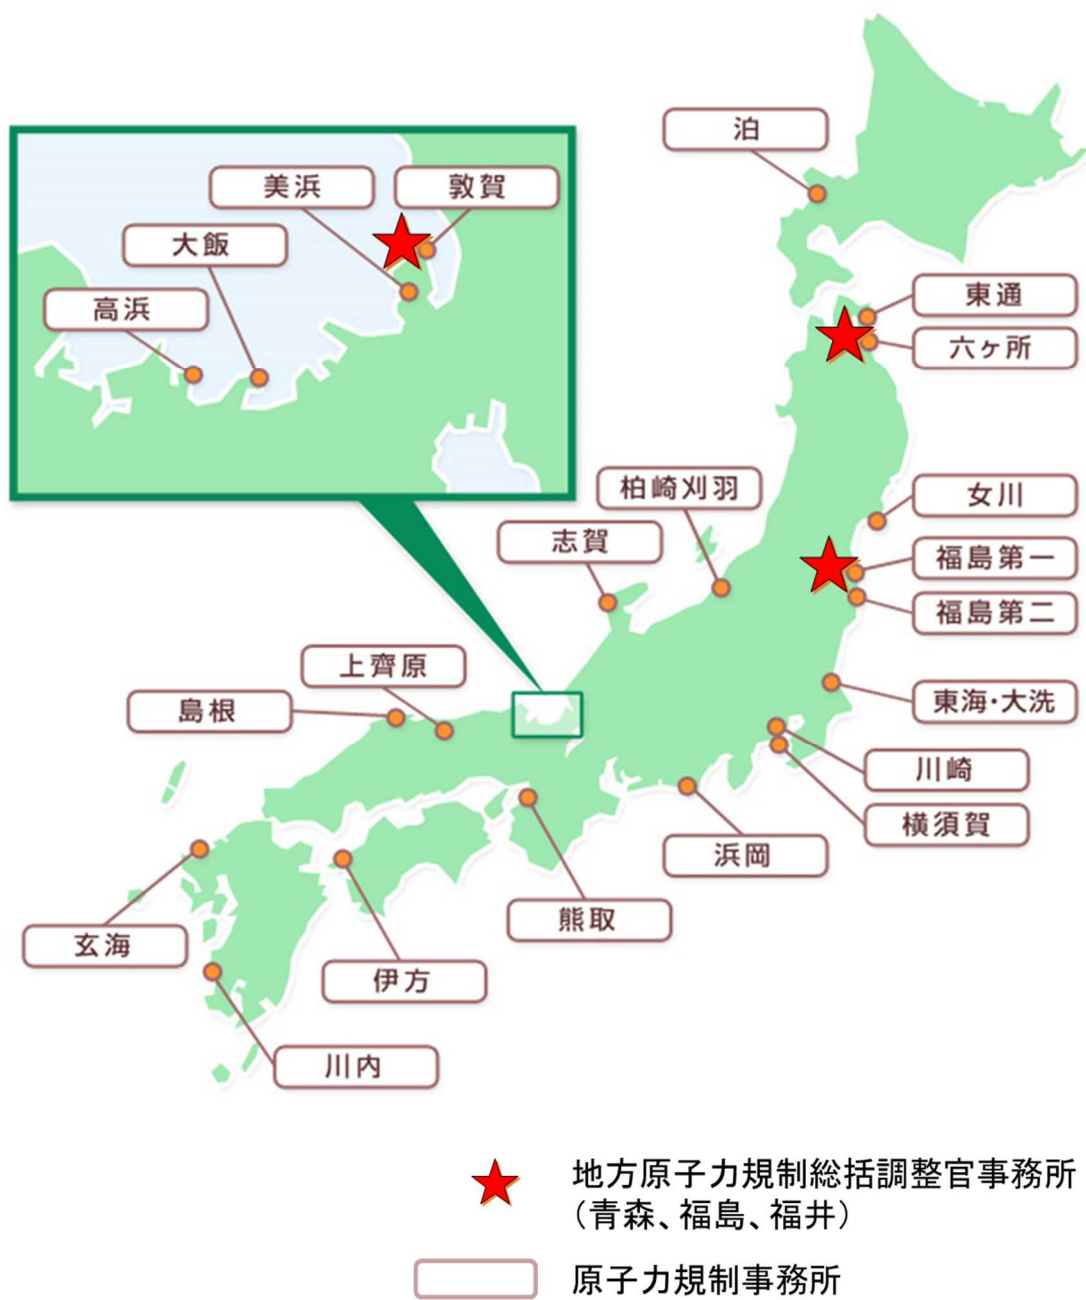 泊
美浜
敦賀
大飯
高浜
東通
六ヶ所
柏崎刈羽
女川
志賀
福島第一
福島第二
上齊原
島根
東海・大洗
川崎
横須賀
浜岡
熊取
玄海
伊方
川内
地方原子力規制総括調整官事務所
（青森、福島、福井）
原子力規制事務所